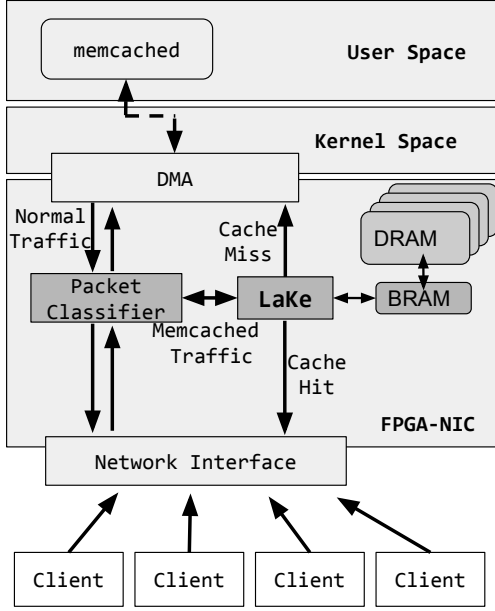 memcached
User Space
Kernel Space
DMA
Normal
Traffic
Cache
Miss
DRAM
Packet
Classifier
LaKe
BRAM
Memcached
Traffic
Cache
Hit
FPGA-NIC
Network Interface
Client
Client
Client
Client